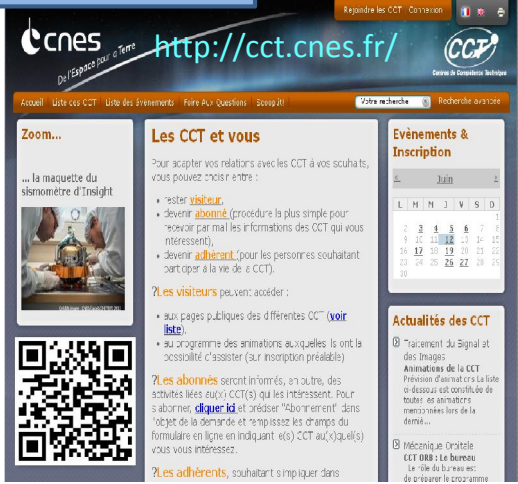 Rejoindre les CCT Connexion
cnes
De l'Espace pour la Terre
http://cct.cnes.fr/
CCT
Centres de Compétence Technique
Accueil Liste des CCT Liste des évenements Foire Aux Questions Scoop.it!
Votre recherche Recherche avancée
Zoom...
... la maquette du
sismomètre d'Insight
Les CCT et vous
Pour adapter vos relations avec les CCT à vos souhaits,
vous pouvez choisir entre :
rester visiteur,
devenir abonné (procédure la plus simple pour
recevoir par mail les informations des CCT qui vous
intéressent),
devenir adhérent (pour les personnes souhaitant
participer à la vie de la CCT).
?Les visiteurs peuvent accéder :
aux pages publiques des différentes CCT (voir
liste),
au programme des animations auxquelles ils ont la
possibilité d'assister (sur inscription préalable)
?Les abonnés seront informés, en outre, des
activités liées au(x) CCT(s) qui les intéressent. Pour
s'abonner, cliquer ici et préciser "Abonnement" dans
l'objet de la demande et remplissez les champs du
formulaire en ligne en indiquant le(s) CCT au(x)quel(s)
vous vous intéressez.
?Les adhérents, souhaitant s'impliquer dans
Evènements &
Inscription
< Juin >
L M M J V S D
1
2 3 4 5 6 7 8
9 10 11 12 13 14 15
16 17 18 19 20 21 22
23 24 25 26 27 28 29
30
Actualités des CCT
Traitement du Signal et
des Images
Animations de la CCT
Prévision d'animations La liste
ci-dessous est constituée de
toutes les animations
mentionnées lors de la
derniè...
Mécanique Orbitale
CCT ORB : Le bureau
Le rôle du bureau est
de préparer le programme